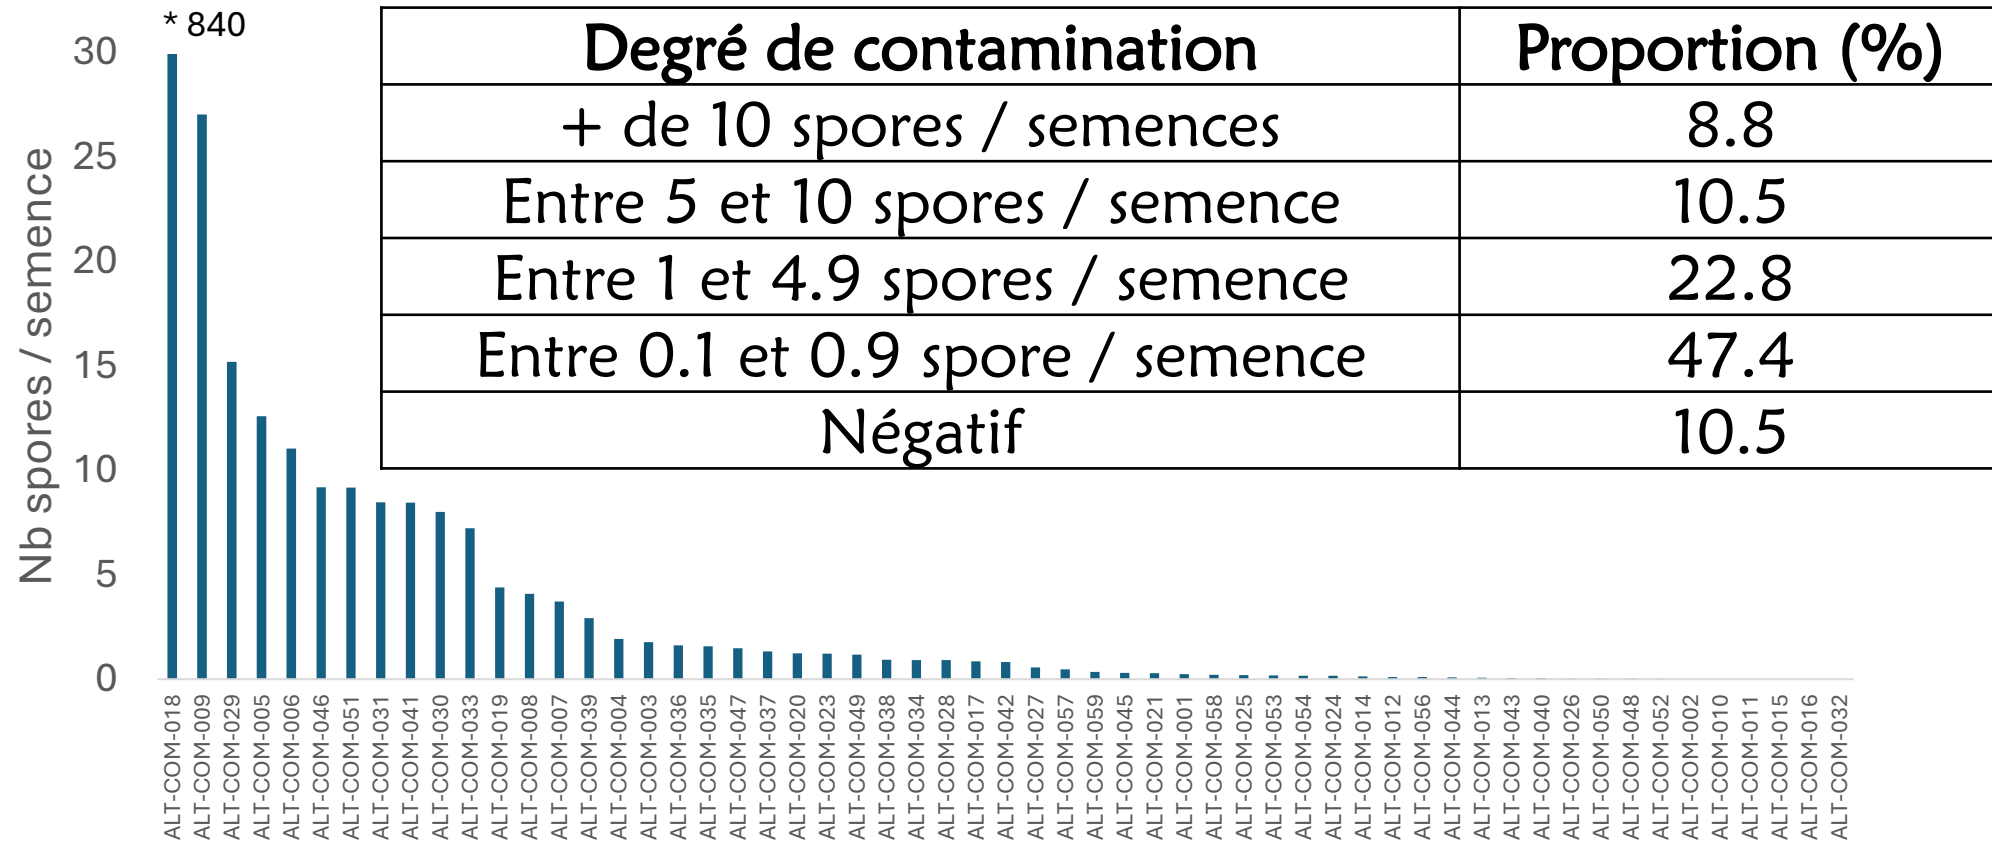 * 840
30
25
20
15
10
5
0
Nb spores / semence
Degré de contamination Proportion (%)
+ de 10 spores / semences 8.8
Entre 5 et 10 spores / semence 10.5
Entre 1 et 4.9 spores / semence 22.8
Entre 0.1 et 0.9 spore / semence 47.4
Négatif 10.5
ALT-COM-018
ALT-COM-009
ALT-COM-029
ALT-COM-005
ALT-COM-006
ALT-COM-046
ALT-COM-051
ALT-COM-031
ALT-COM-041
ALT-COM-030
ALT-COM-033
ALT-COM-019
ALT-COM-008
ALT-COM-007
ALT-COM-039
ALT-COM-004
ALT-COM-003
ALT-COM-036
ALT-COM-035
ALT-COM-047
ALT-COM-037
ALT-COM-020
ALT-COM-023
ALT-COM-049
ALT-COM-038
ALT-COM-034
ALT-COM-028
ALT-COM-017
ALT-COM-042
ALT-COM-027
ALT-COM-057
ALT-COM-059
ALT-COM-045
ALT-COM-021
ALT-COM-001
ALT-COM-058
ALT-COM-025
ALT-COM-053
ALT-COM-054
ALT-COM-024
ALT-COM-014
ALT-COM-012
ALT-COM-056
ALT-COM-044
ALT-COM-013
ALT-COM-043
ALT-COM-040
ALT-COM-026
ALT-COM-050
ALT-COM-048
ALT-COM-052
ALT-COM-002
ALT-COM-010
ALT-COM-011
ALT-COM-015
ALT-COM-016
ALT-COM-032